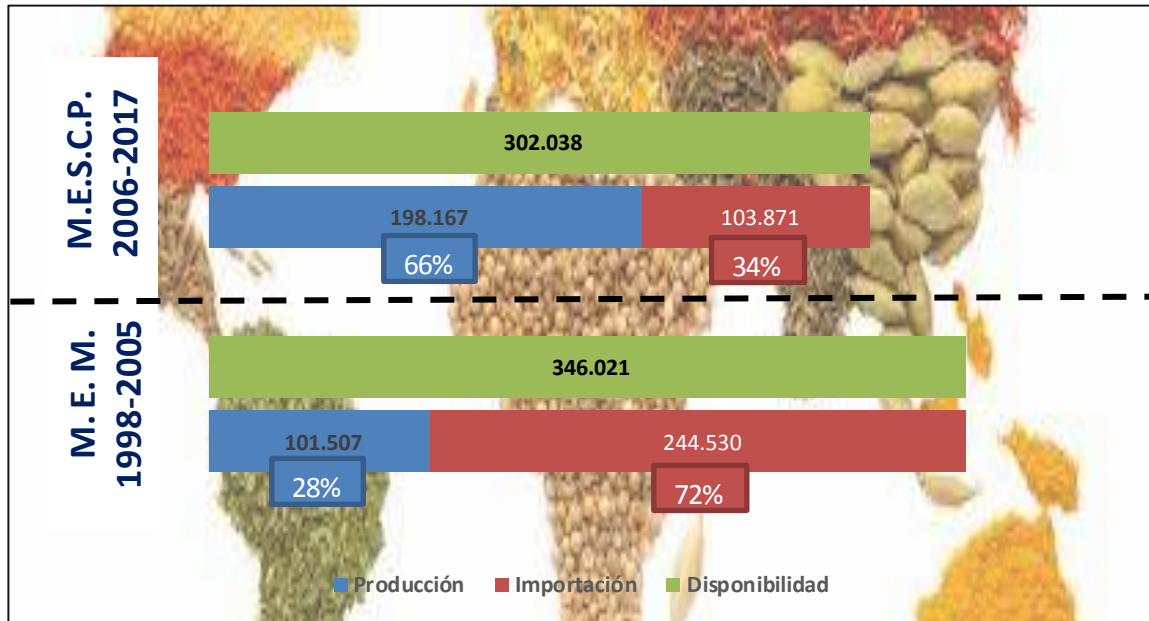 M.E.S.C.P.
2006-2017
302.038
198.167
103.871
66%
34%
M. E. M.
1998-2005
346.021
101.507
244.530
28%
72%
Producción
Importación
Disponibilidad